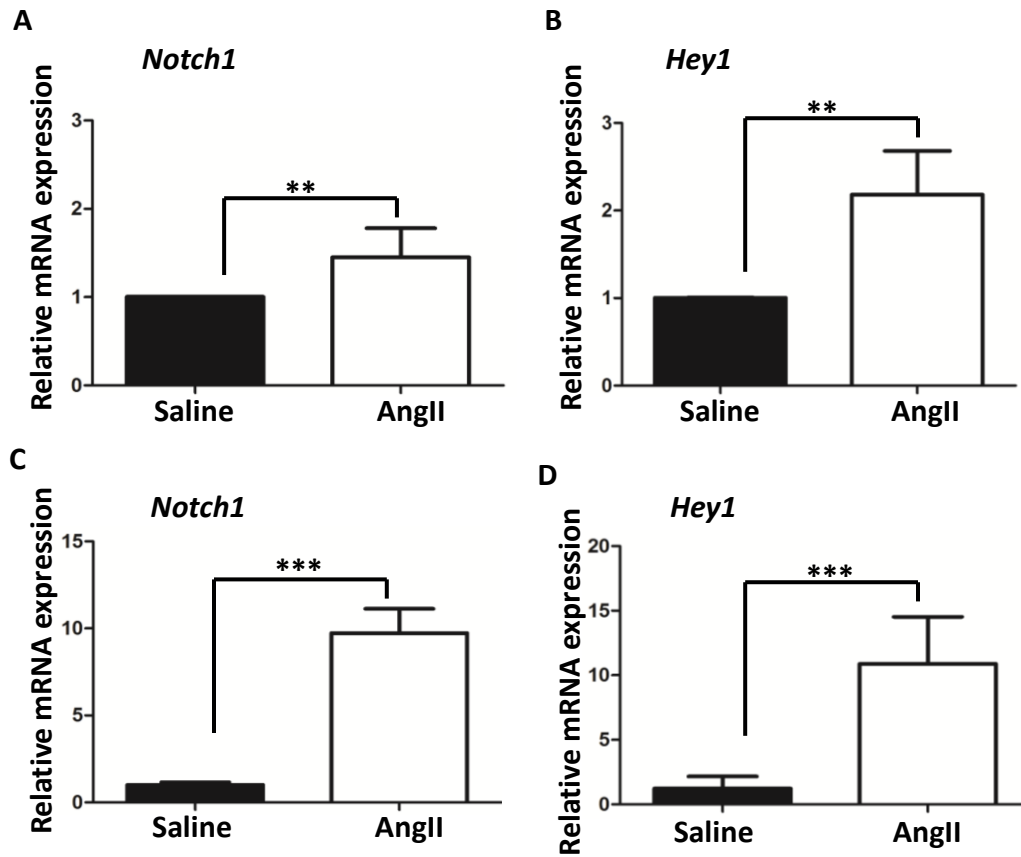 A
Notch1
Relative mRNA expression
3
2
1
0
**
Saline
AngII
B
Hey1
Relative mRNA expression
3
2
1
0
**
Saline
AngII
C
Notch1
Relative mRNA expression
15
10
5
0
***
Saline
AngII
D
Hey1
Relative mRNA expression
20
15
10
5
0
***
Saline
AngII